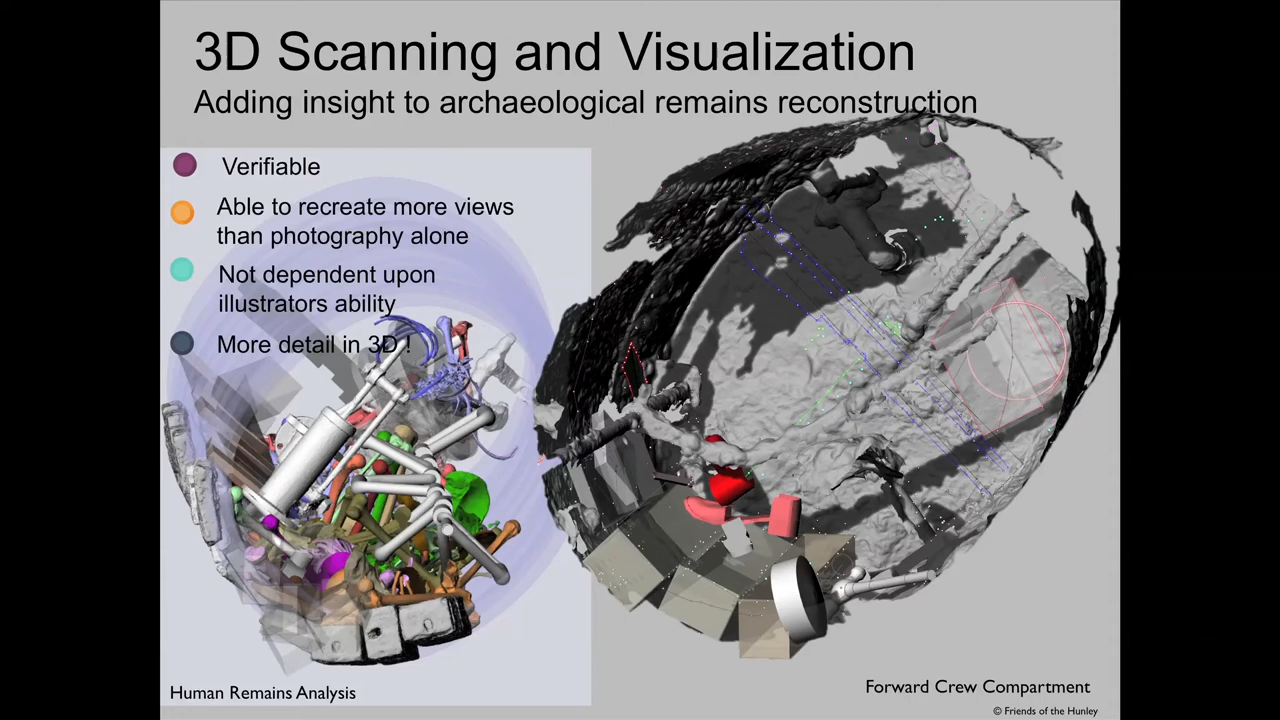 3D Scanning and Visualization
Adding insight to archaeological remains reconstruction
Verifiable
Able to recreate more views
than photography alone
Not dependent upon
illustrators ability
More detail in 3D !
Human Remains Analysis
Forward Crew Compartment
© Friends of the Hunley